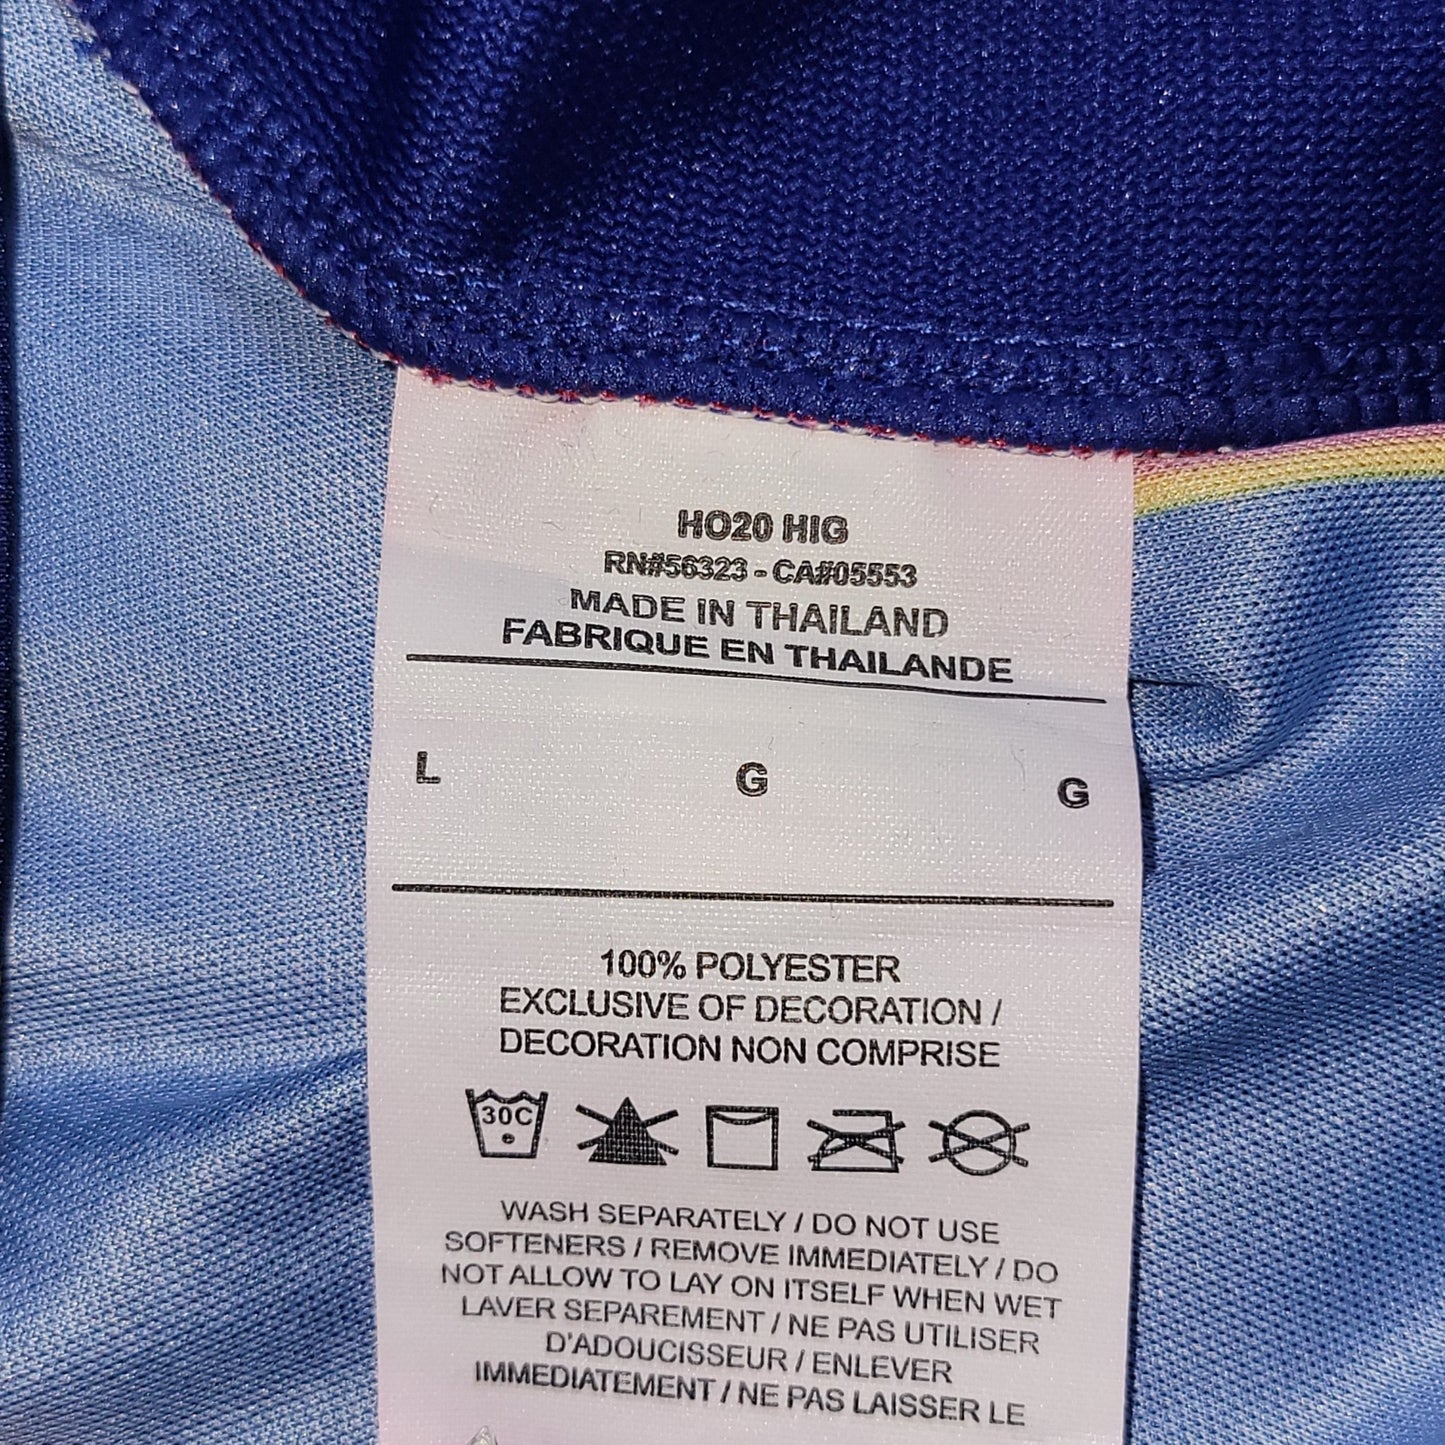 HO20 HIG
RN#56323 - CA#05553
MADE IN THAILAND
FABRIQUE EN THAILANDE
L G G
100% POLYESTER
EXCLUSIVE OF DECORATION /
DECORATION NON COMPRISE
30C
WASH SEPARATELY / DO NOT USE
SOFTENERS / REMOVE IMMEDIATELY / DO
NOT ALLOW TO LAY ON ITSELF WHEN WET
LAVER SEPAREMENT / NE PAS UTILISER
D'ADOUCISSEUR / ENLEVER
IMMEDIATEMENT / NE PAS LAISSER LE